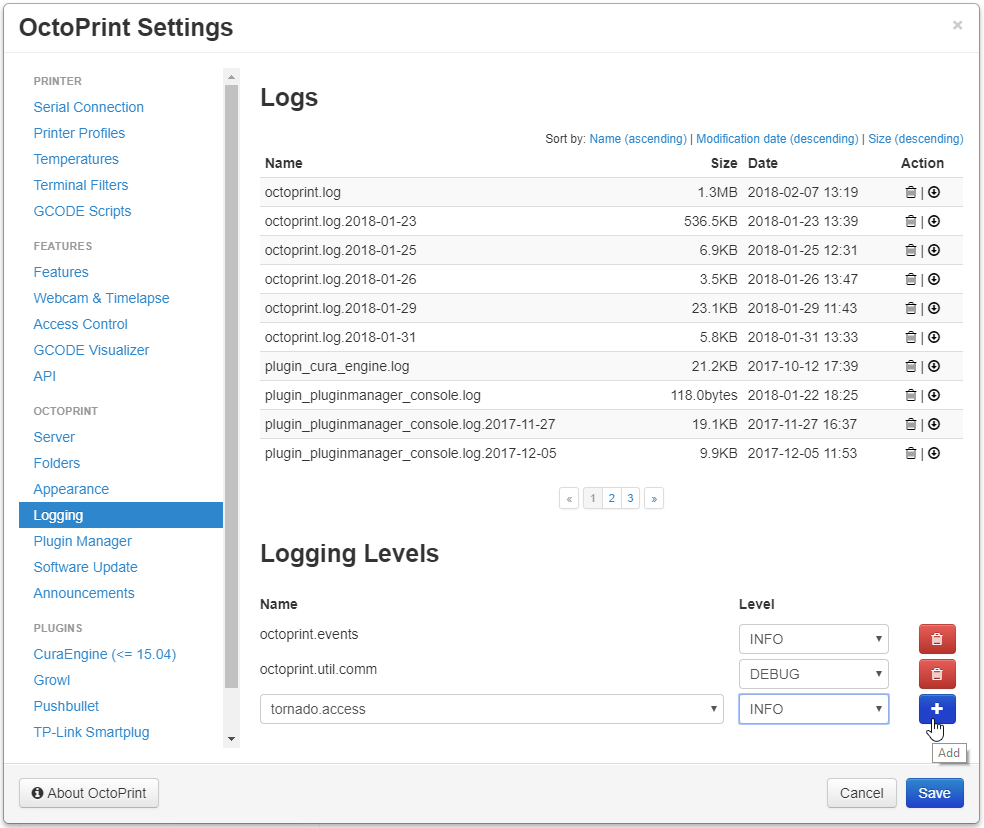 OctoPrint Settings
×
PRINTER
Serial Connection
Printer Profiles
Temperatures
Terminal Filters
GCODE Scripts
FEATURES
Features
Webcam & Timelapse
Access Control
GCODE Visualizer
API
OCTOPRINT
Server
Folders
Appearance
Logging
Plugin Manager
Software Update
Announcements
PLUGINS
CuraEngine (<= 15.04)
Growl
Pushbullet
TP-Link Smartplug
Logs
Sort by: Name (ascending) | Modification date (descending) | Size (descending)
Name Size Date Action
octoprint.log 1.3MB 2018-02-07 13:19 |
octoprint.log.2018-01-23 536.5KB 2018-01-23 13:39 |
octoprint.log.2018-01-25 6.9KB 2018-01-25 12:31 |
octoprint.log.2018-01-26 3.5KB 2018-01-26 13:47 |
octoprint.log.2018-01-29 23.1KB 2018-01-29 11:43 |
octoprint.log.2018-01-31 5.8KB 2018-01-31 13:33 |
plugin_cura_engine.log 21.2KB 2017-10-12 17:39 |
plugin_pluginmanager_console.log 118.0bytes 2018-01-22 18:25 |
plugin_pluginmanager_console.log.2017-11-27 19.1KB 2017-11-27 16:37 |
plugin_pluginmanager_console.log.2017-12-05 9.9KB 2017-12-05 11:53 |
« 1 2 3 »
Logging Levels
Name Level
octoprint.events INFO
octoprint.util.comm DEBUG
tornado.access INFO
Add
About OctoPrint Cancel Save